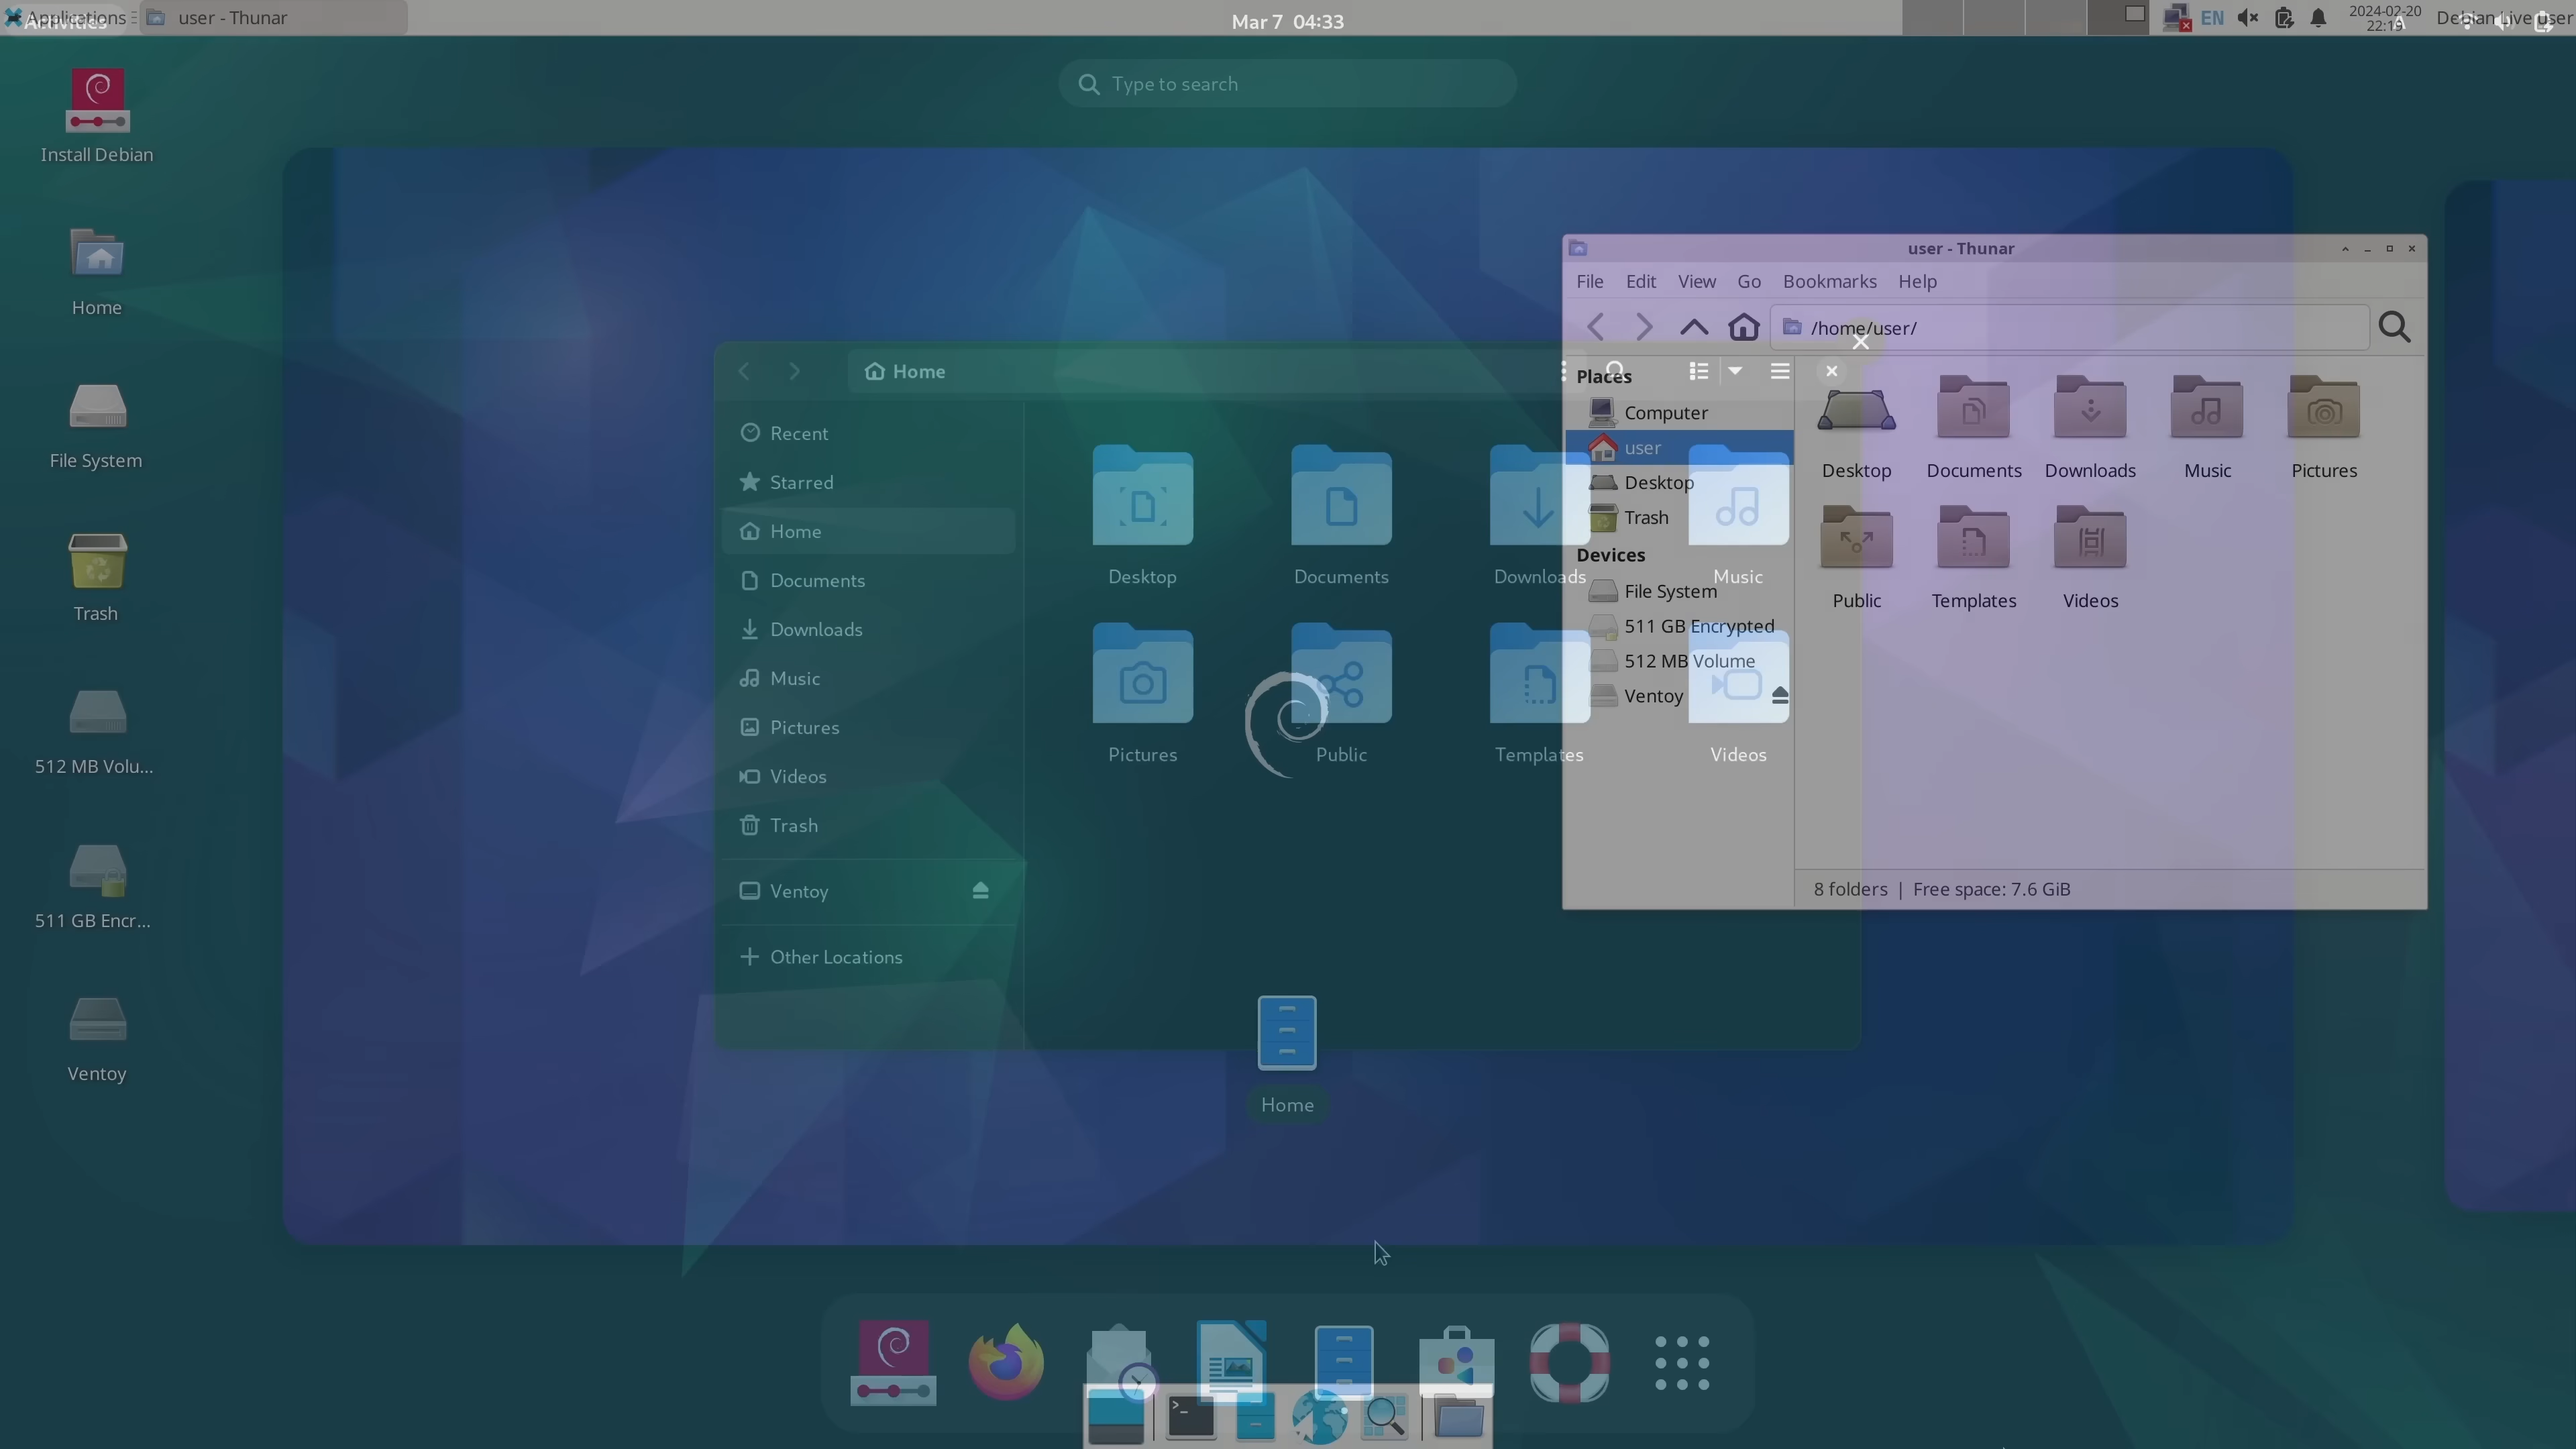 Applications
user - Thunar
Activities
Mar 7 04:33
EN
2024-02-20
22:19
Debian Live user
Type to search
Install Debian
Home
File System
Trash
512 MB Volu...
511 GB Encr...
Ventoy
Home
Recent
Starred
Home
Documents
Downloads
Music
Pictures
Videos
Trash
Ventoy
Other Locations
Desktop
Documents
Downloads
Music
Pictures
Public
Templates
Videos
Home
user - Thunar
File Edit View Go Bookmarks Help
/home/user/
Places
Computer
user
Desktop
Trash
Devices
File System
511 GB Encrypted
512 MB Volume
Ventoy
Desktop
Documents
Downloads
Music
Pictures
Public
Templates
Videos
8 folders | Free space: 7.6 GiB